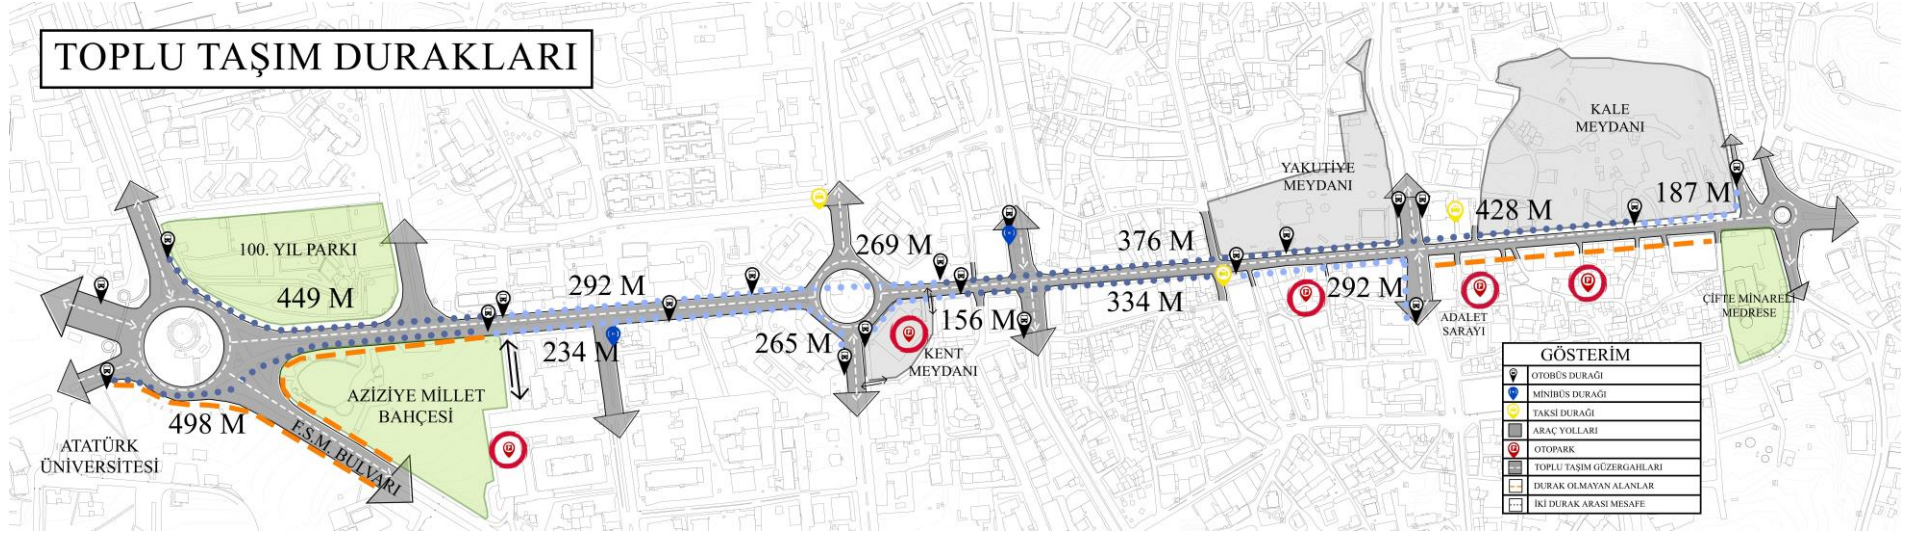 TOPLU TAŞIM DURAKLARI
KALE
MEYDANI
YAKUTİYE
MEYDANI
187 M
428 M
100. YIL PARKI
269 M
376 M
449 M
292 M
292 M
334 M
156 M
265 M
234 M
ADALET
SARAYI
ÇİFTE MİNARELİ
MEDRESE
KENT
MEYDANI
AZİZİYE MİLLET
BAHÇESİ
498 M
F.S.M. BULVARI
ATATÜRK
ÜNİVERSİTESİ
GÖSTERİM
OTOBÜS DURAĞI
MİNİBÜS DURAĞI
TAKSİ DURAĞI
ARAÇ YOLLARI
OTOPARK
TOPLU TAŞIM GÜZERGAHLARI
DURAK OLMAYAN ALANLAR
İKİ DURAK ARASI MESAFE